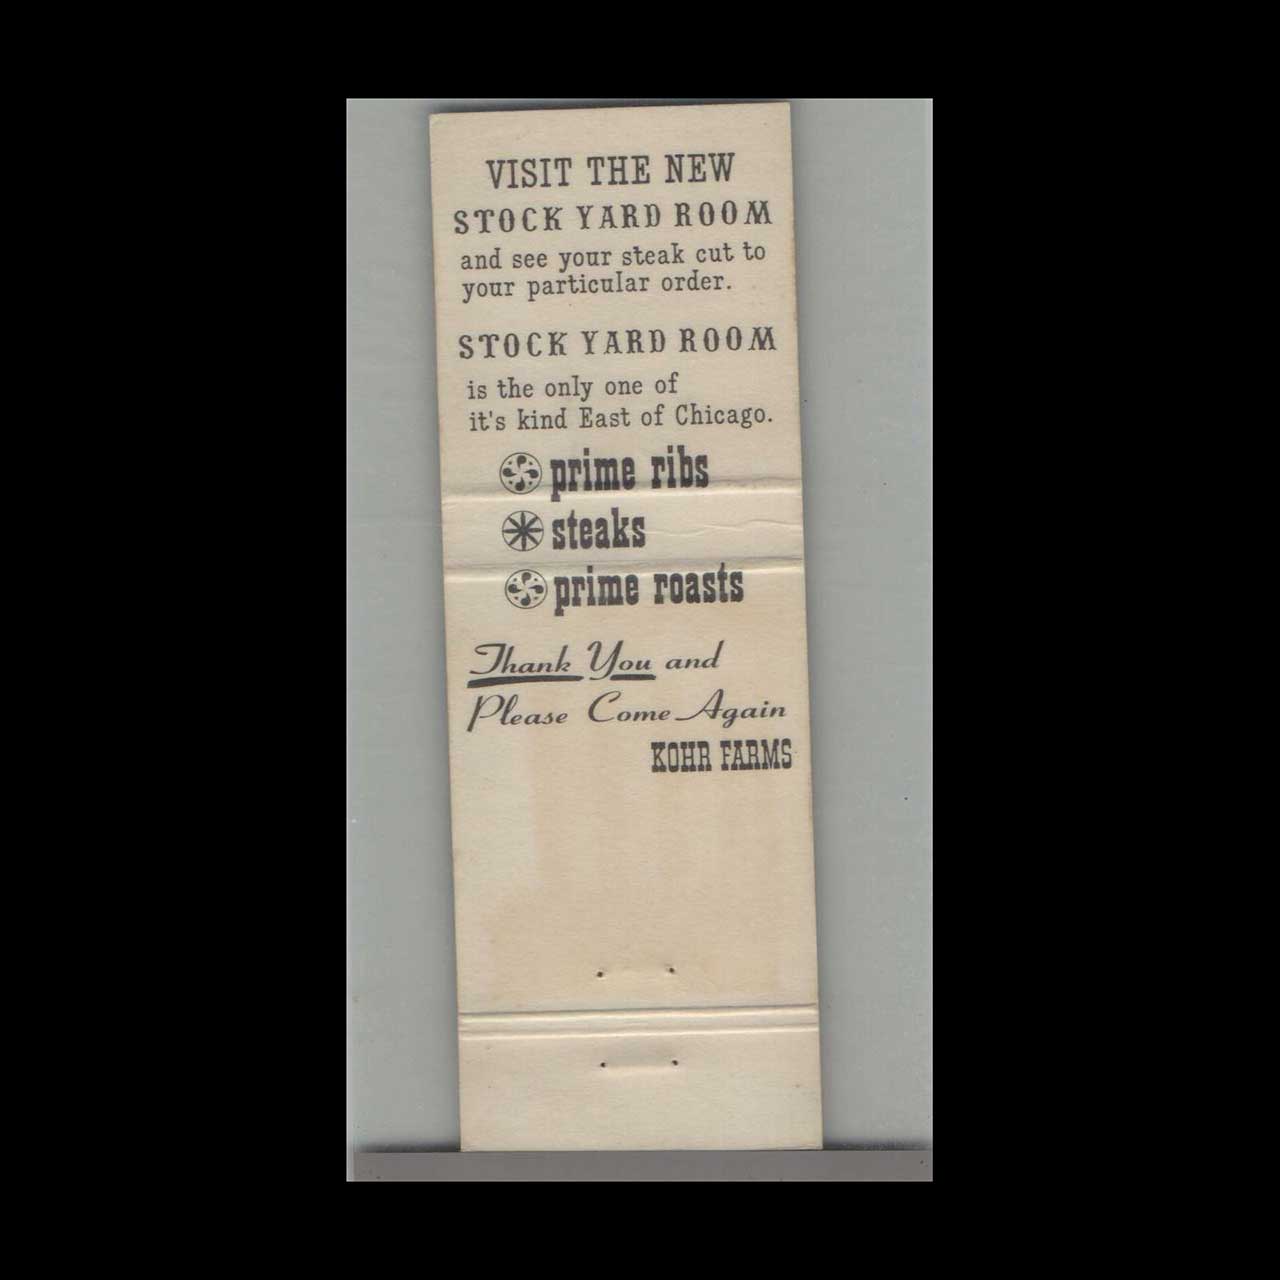 VISIT THE NEW
STOCK YARD ROOM
and see your steak cut to
your particular order.
STOCK YARD ROOM
is the only one of
it's kind East of Chicago.
prime ribs
steaks
prime roasts
Thank You and
Please Come Again
KOHR FARMS